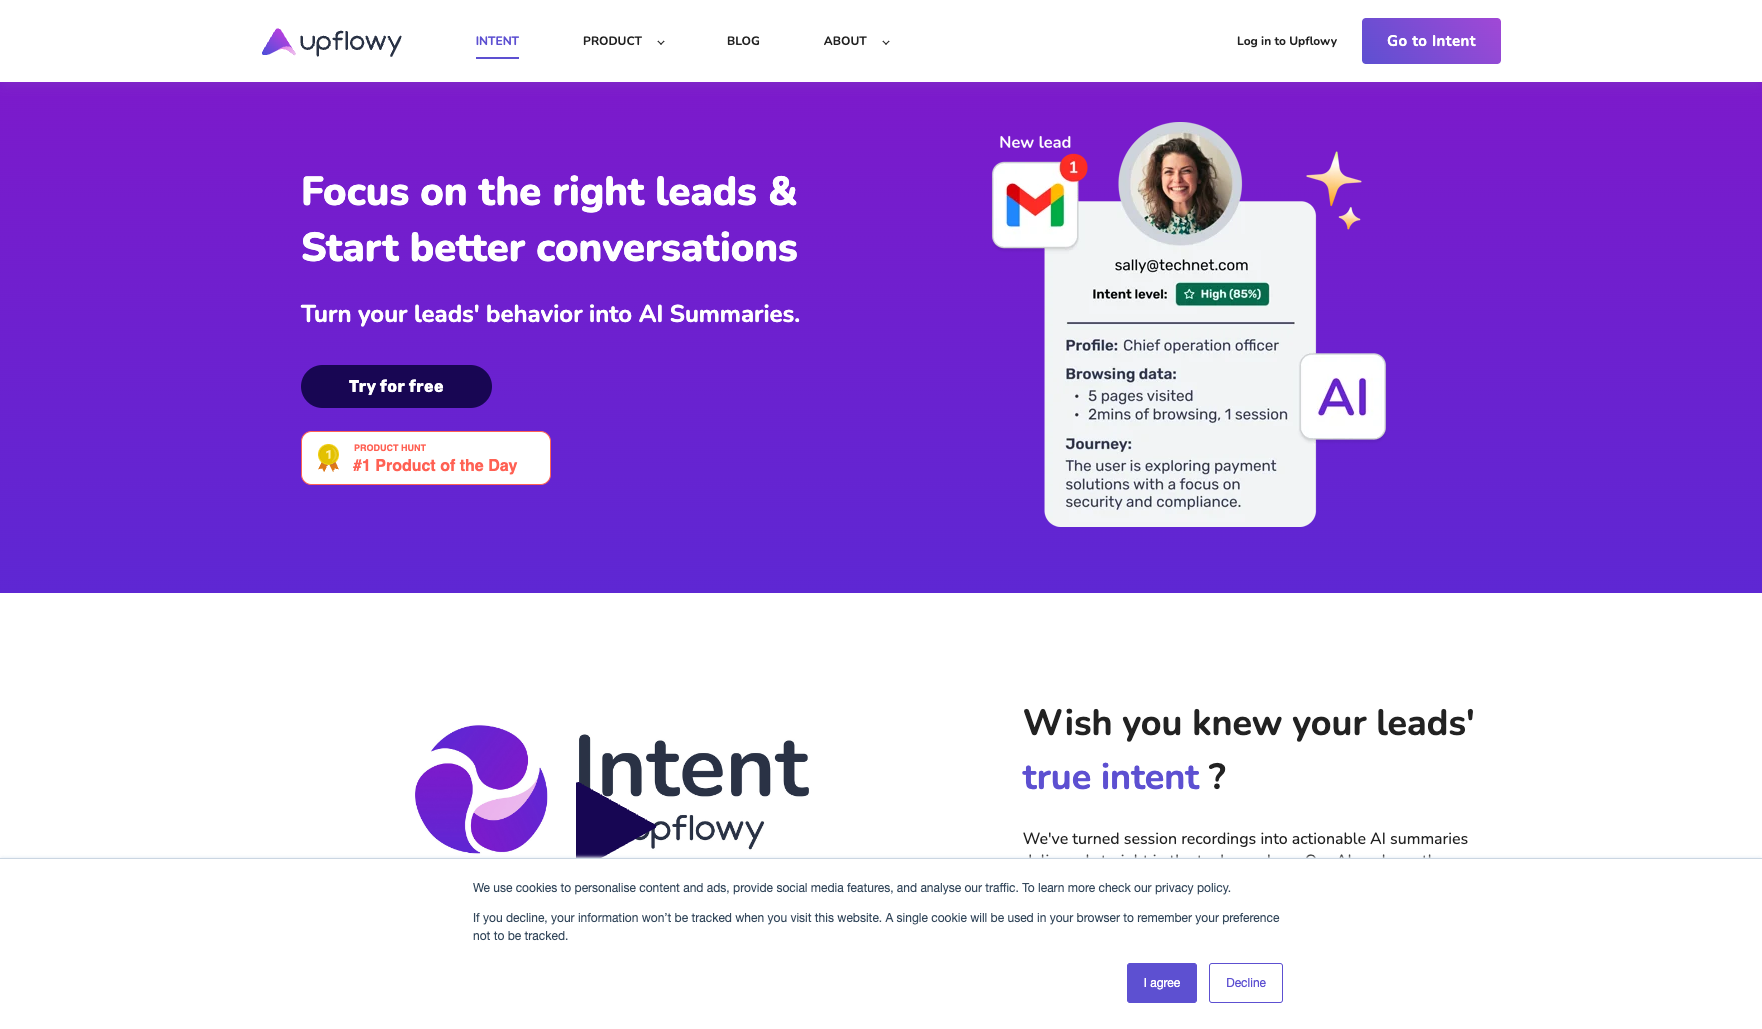 upflowy
INTENT
PRODUCT
BLOG
ABOUT
Log in to Upflowy
Go to Intent
Focus on the right leads &
Start better conversations
Turn your leads' behavior into AI Summaries.
Try for free
PRODUCT HUNT
1
#1 Product of the Day
New lead
1
sally@technet.com
Intent level:
High (85%)
Profile: Chief operation officer
Browsing data:
• 5 pages visited
• 2mins of browsing, 1 session
AI
Journey:
The user is exploring payment
solutions with a focus on
security and compliance.
Intent
upflowy
Wish you knew your leads'
true intent ?
We've turned session recordings into actionable AI summaries
We use cookies to personalise content and ads, provide social media features, and analyse our traffic. To learn more check our privacy policy.
If you decline, your information won't be tracked when you visit this website. A single cookie will be used in your browser to remember your preference
not to be tracked.
I agree
Decline